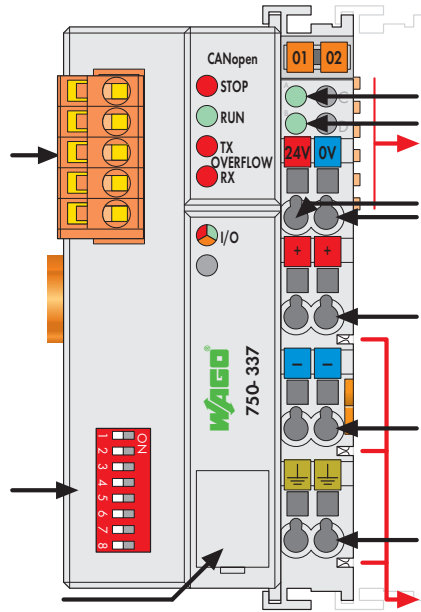 CANopen
STOP
RUN
TX
OVERFLOW
RX
I/O
01 02
C
D
24V 0V
+ +
– –
WAGO®
750-337
ON
1
2
3
4
5
6
7
8